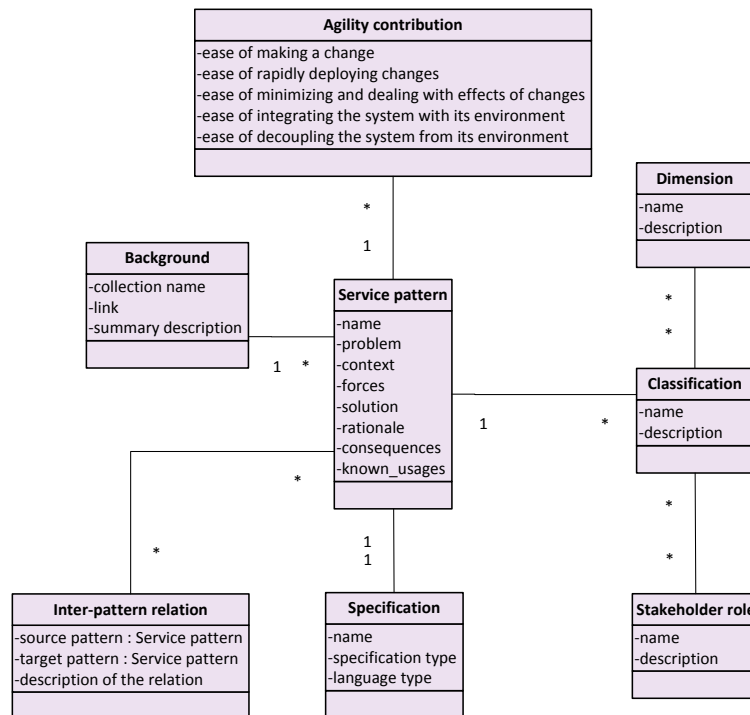 Agility contribution
-ease of making a change
-ease of rapidly deploying changes
-ease of minimizing and dealing with effects of changes
-ease of integrating the system with its environment
-ease of decoupling the system from its environment
*
1
Dimension
-name
-description
*
*
Background
-collection name
-link
-summary description
1 *
Service pattern
-name
-problem
-context
-forces
-solution
-rationale
-consequences
-known_usages
1 *
Classification
-name
-description
*
*
*
*
1
1
Inter-pattern relation
-source pattern : Service pattern
-target pattern : Service pattern
-description of the relation
Specification
-name
-specification type
-language type
Stakeholder role
-name
-description